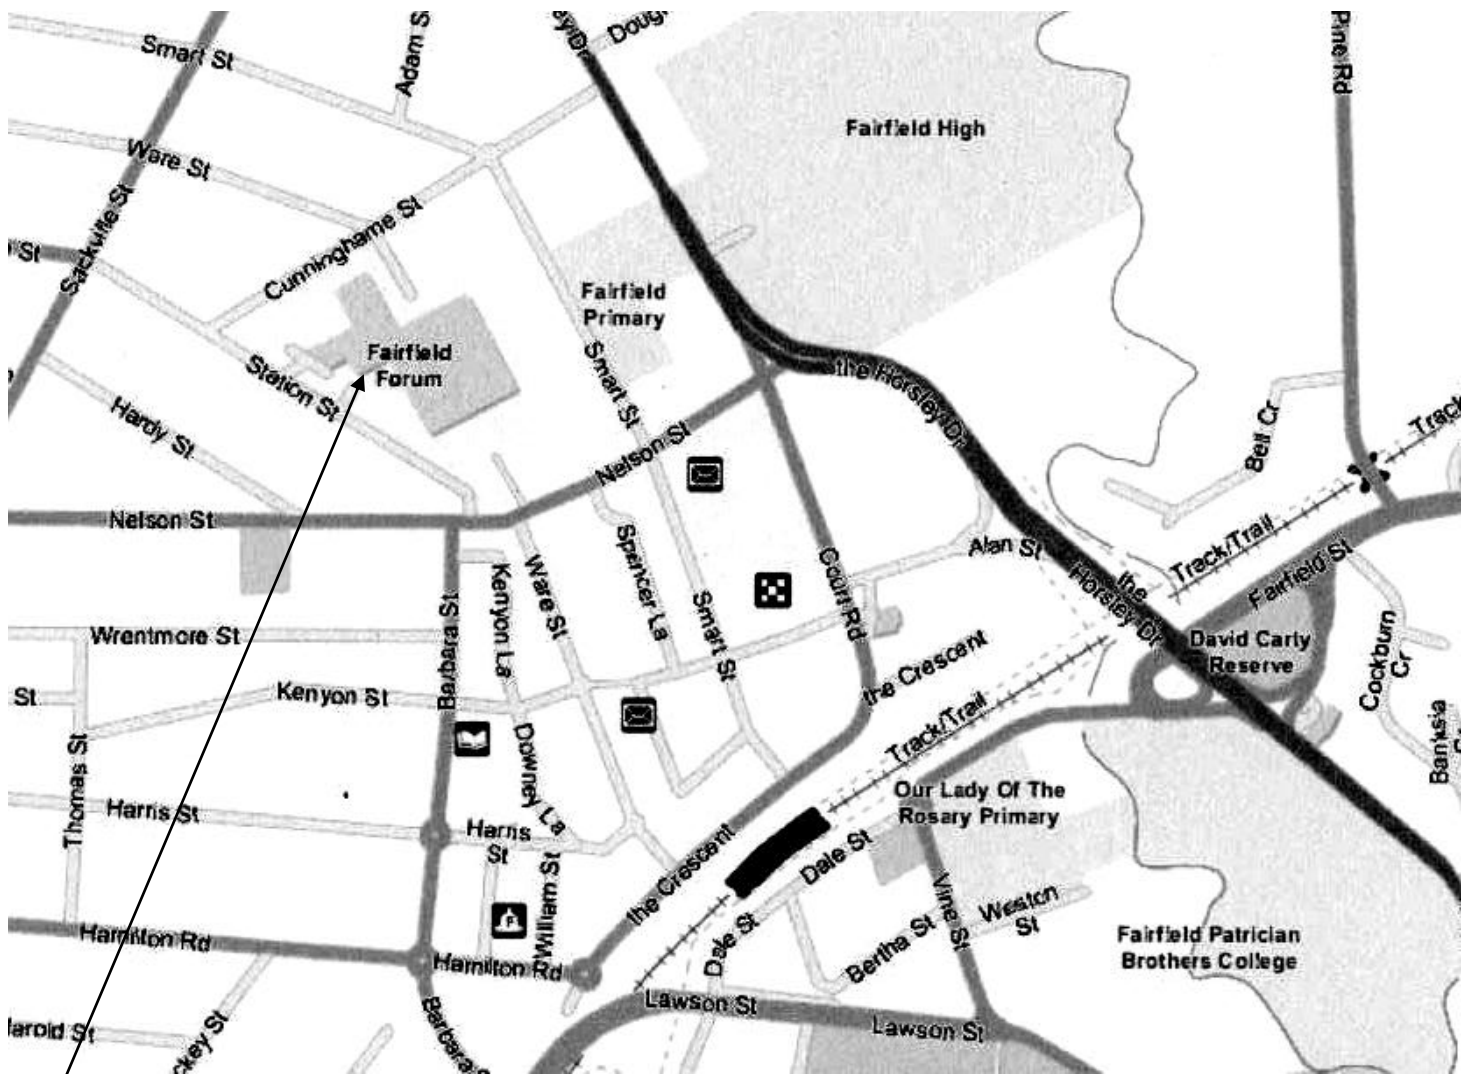 Smart St
Adam S
ey Dr
Doug
Pine Rd
Fairfield High
Ware St
Sackville St
St
Cunninghame St
Fairfield
Primary
Fairfield
Forum
Station St
Smart St
the Horsley Dr
Hardy St
Nelson St
Bell Cr
Track
Nelson St
Spencer La
Court Rd
Alan St
Track/Trail
Fairfield St
the
Horsley Dr
Ware St
Kenyon La
Barbara St
Smart St
Wrentmore St
David Carty
Reserve
Cockburn
Cr
St
Kenyon St
the Crescent
Track/Trail
Banksia
Thomas St
Downey La
Harris St
Harris
St
Our Lady Of The
Rosary Primary
the Crescent
Dale St
William St
Vine St
Weston
St
Hamilton Rd
Hamilton Rd
Dale St
Bertha St
Fairfield Patrician
Brothers College
Lawson St
Lawson St
arold St
ckey St
Barbara S